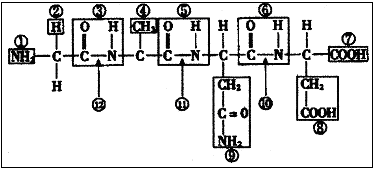 ② ③ ④ ⑤ ⑥
H O H CH₃ O H H O H H ⑦
①
NH₂ C C N C C N C C N C COOH
H H CH₂ CH₂
⑫ ⑪ C=O ⑩ COOH
NH₂ ⑧
⑨